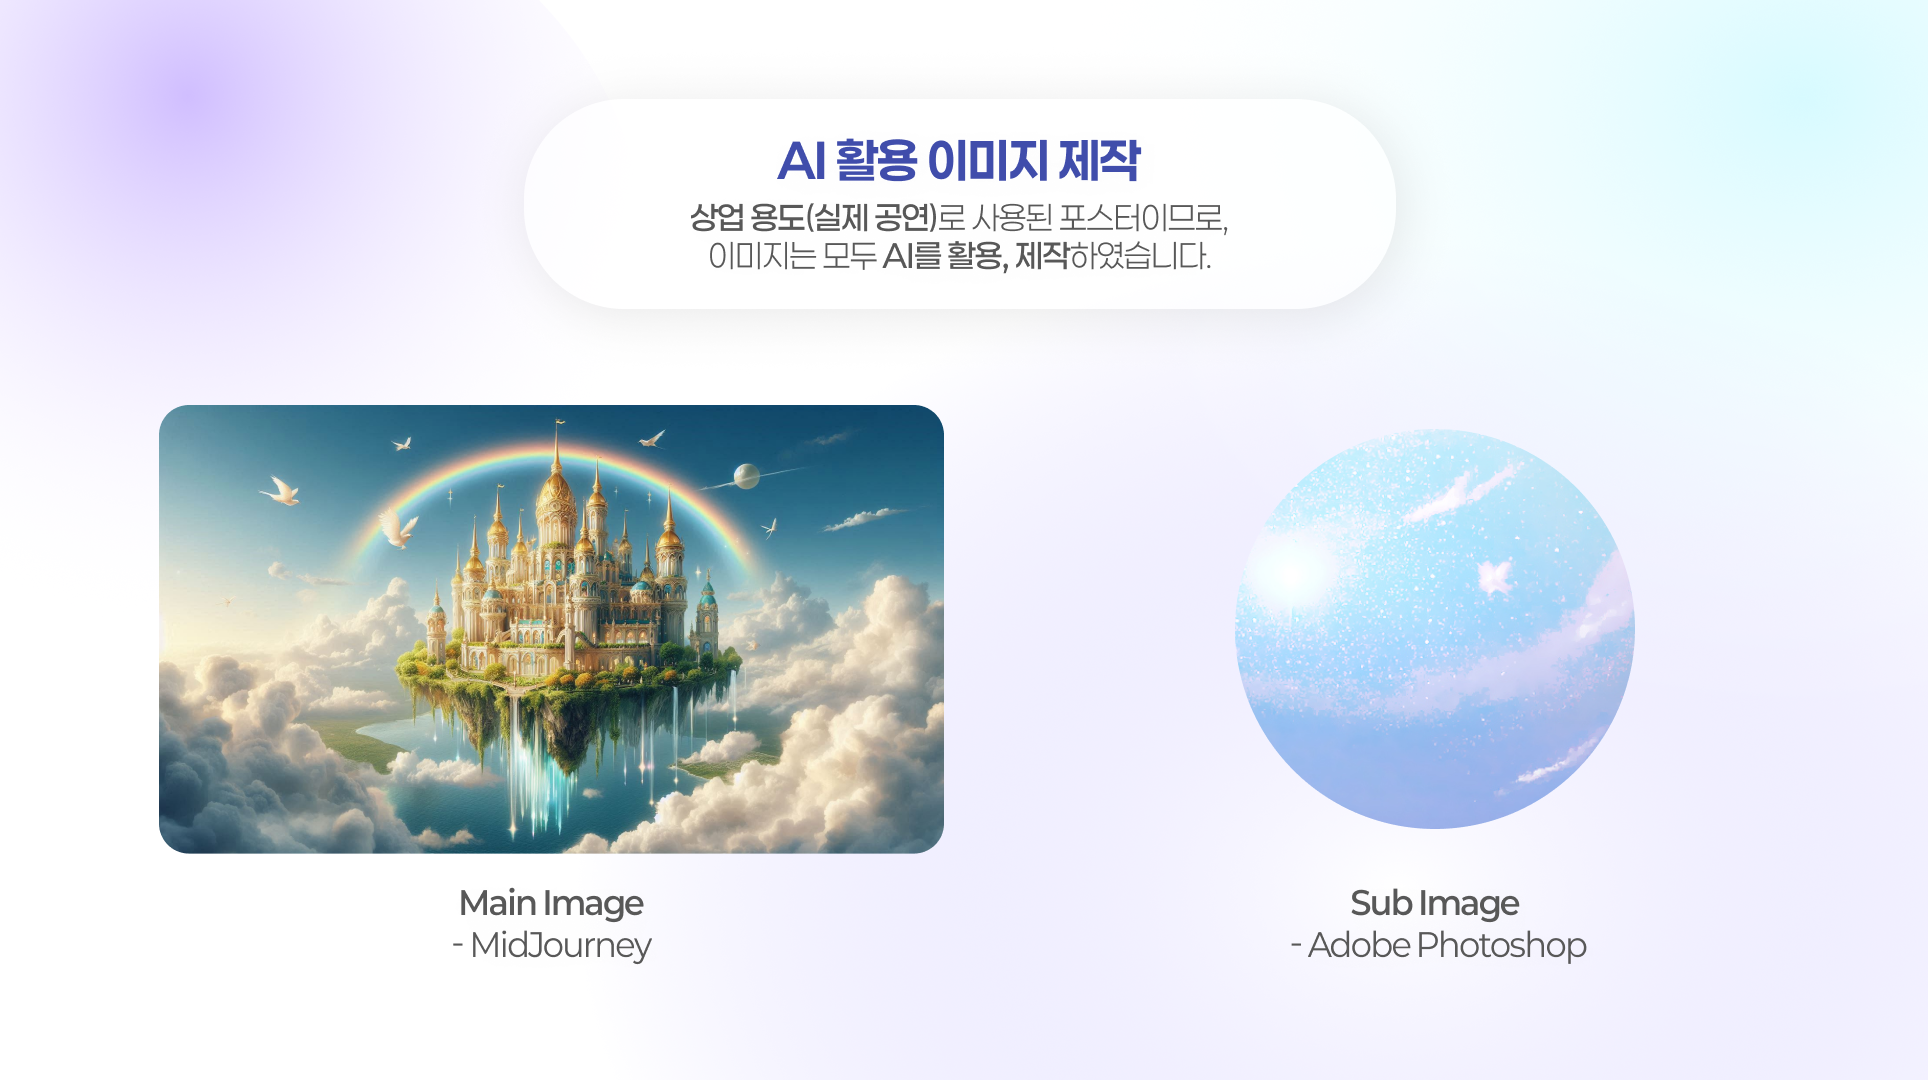 AI 활용 이미지 제작
상업 용도(실제 공연)로 사용된 포스터이므로,
이미지는 모두 AI를 활용, 제작하였습니다.
Main Image
- MidJourney
Sub Image
- Adobe Photoshop